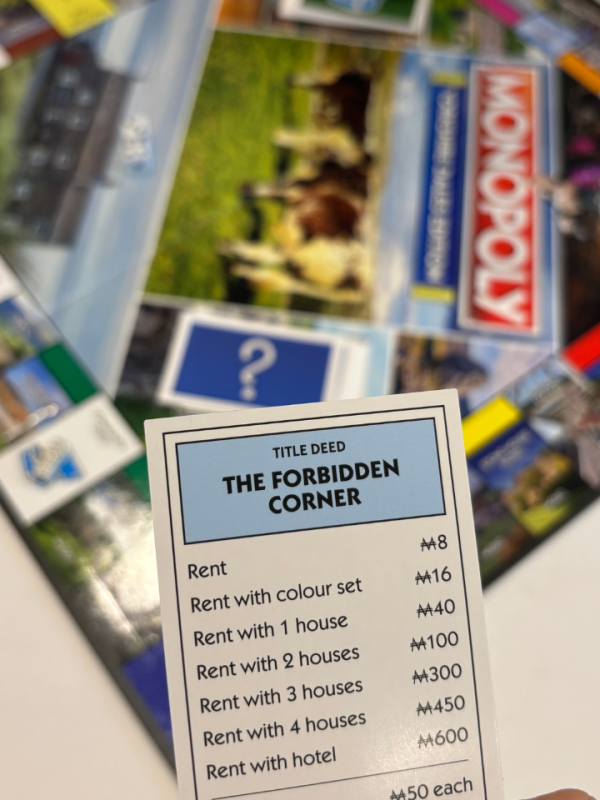 MONOPOLY
?
TITLE DEED
THE FORBIDDEN
CORNER
Rent ₩8
Rent with colour set ₩16
Rent with 1 house ₩40
Rent with 2 houses ₩100
Rent with 3 houses ₩300
Rent with 4 houses ₩450
Rent with hotel ₩600
₩50 each